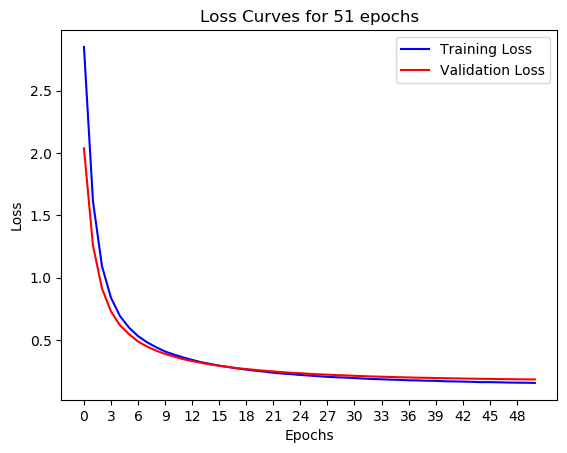 Loss Curves for 51 epochs
Training Loss
Validation Loss
2.5
2.0
1.5
1.0
0.5
Loss
0 3 6 9 12 15 18 21 24 27 30 33 36 39 42 45 48
Epochs